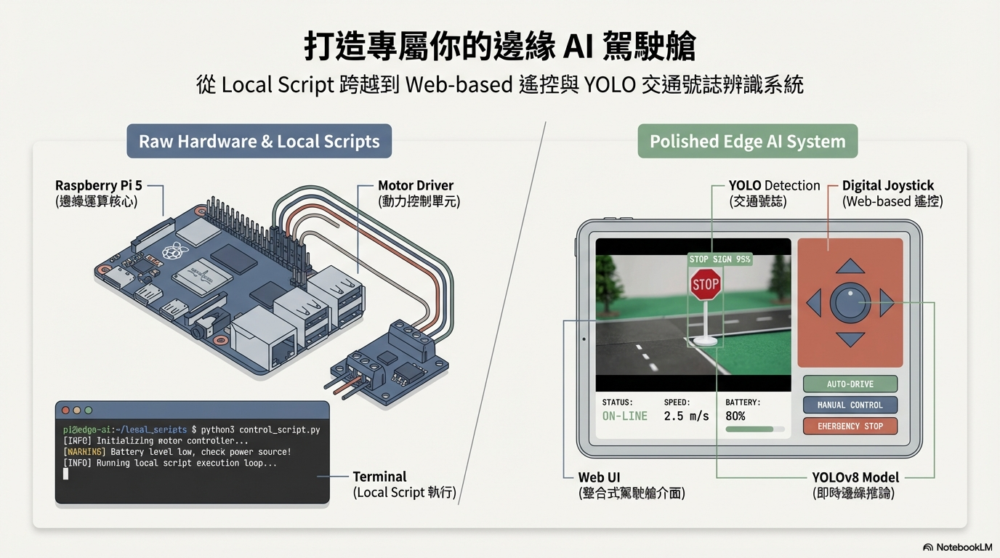 打造專屬你的邊緣 AI 駕駛艙
從 Local Script 跨越到 Web-based 遙控與 YOLO 交通號誌辨識系統
Raw Hardware & Local Scripts
Raspberry Pi 5
(邊緣運算核心)
Motor Driver
(動力控制單元)
pi@edge-ai:~/lesal_scripts $ python3 control_script.py
[INFO] Initializing motor controller...
[WARNING] Battery level low, check power source!
[INFO] Running local script execution loop...
Terminal
(Local Script 執行)
Polished Edge AI System
YOLO Detection
(交通號誌)
Digital Joystick
(Web-based 遙控)
STOP SIGN 95%
STOP
STATUS:
ON-LINE
SPEED:
2.5 m/s
BATTERY:
80%
AUTO-DRIVE
MANUAL CONTROL
EMERGENCY STOP
Web UI
(整合式駕駛艙介面)
YOLOv8 Model
(即時邊緣推論)
NotebookLM